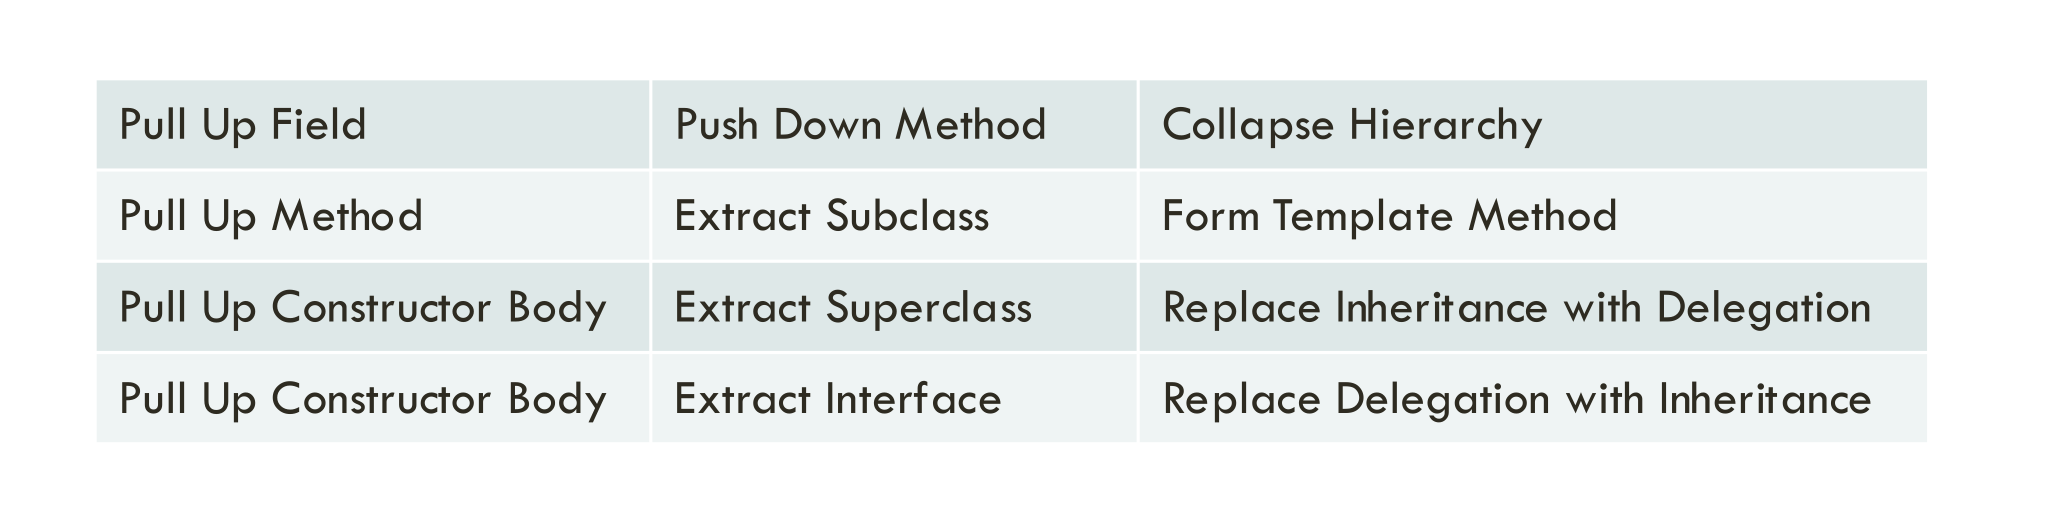 Pull Up Field Push Down Method Collapse Hierarchy
Pull Up Method Extract Subclass Form Template Method
Pull Up Constructor Body Extract Superclass Replace Inheritance with Delegation
Pull Up Constructor Body Extract Interface Replace Delegation with Inheritance